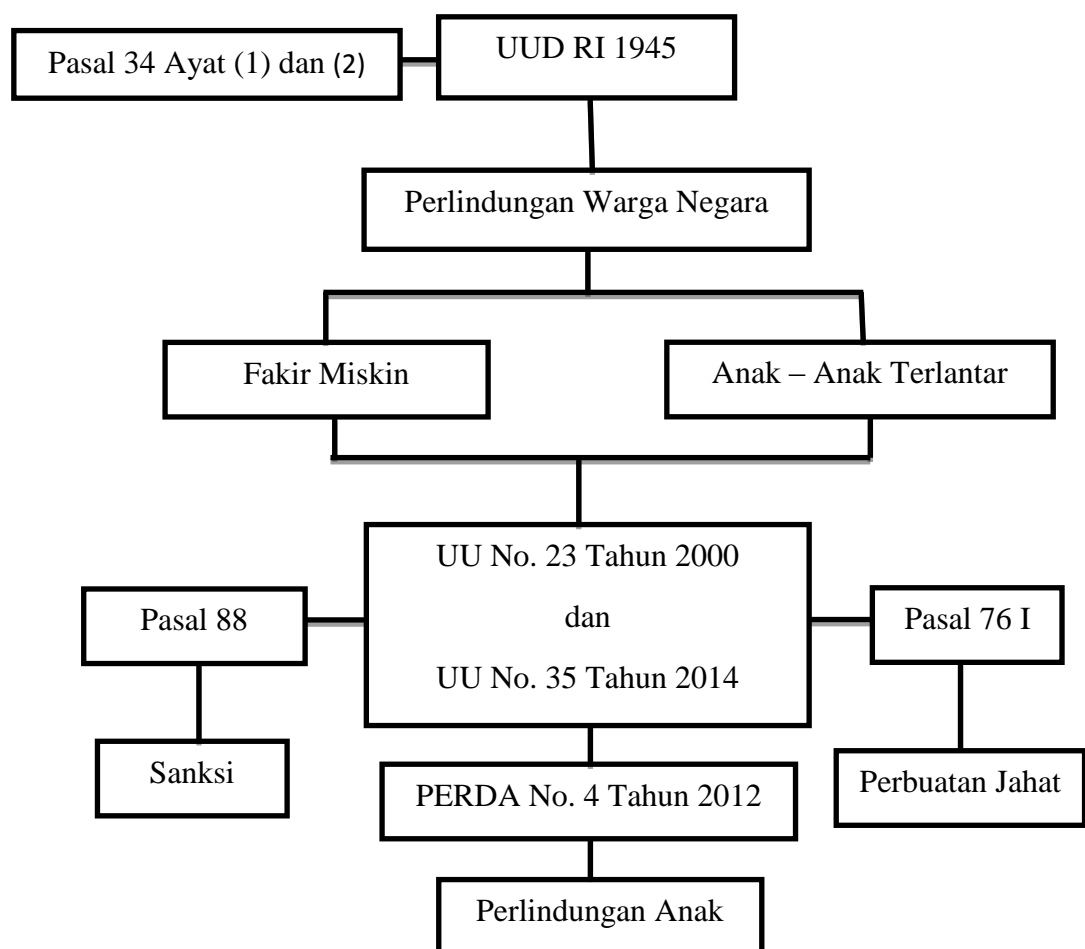 UUD RI 1945
Pasal 34 Ayat (1) dan (2)
Perlindungan Warga Negara
Fakir Miskin
Anak – Anak Terlantar
UU No. 23 Tahun 2000
dan
UU No. 35 Tahun 2014
Pasal 88
Pasal 76 I
Sanksi
Perbuatan Jahat
PERDA No. 4 Tahun 2012
Perlindungan Anak